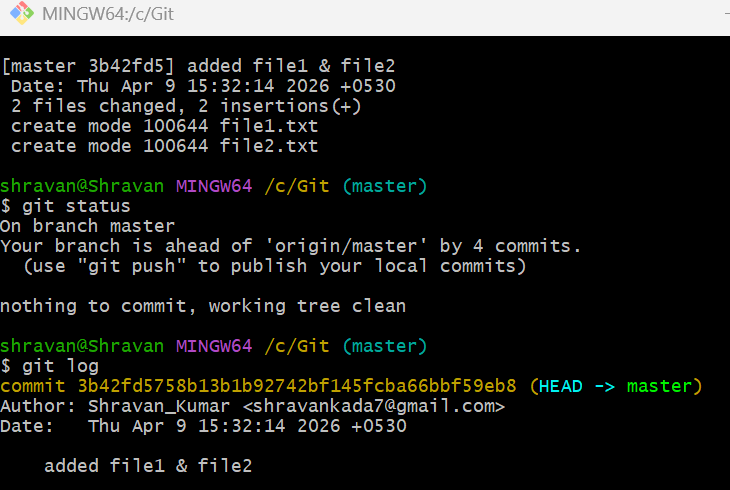 MINGW64:/c/Git
[master 3b42fd5] added file1 & file2
 Date: Thu Apr 9 15:32:14 2026 +0530
 2 files changed, 2 insertions(+)
 create mode 100644 file1.txt
 create mode 100644 file2.txt
shravan@Shravan MINGW64 /c/Git (master)
$ git status
On branch master
Your branch is ahead of 'origin/master' by 4 commits.
  (use "git push" to publish your local commits)
nothing to commit, working tree clean
shravan@Shravan MINGW64 /c/Git (master)
$ git log
commit 3b42fd5758b13b1b92742bf145fcba66bbf59eb8 (HEAD -> master)
Author: Shravan_Kumar <shravankada7@gmail.com>
Date:   Thu Apr 9 15:32:14 2026 +0530
    added file1 & file2